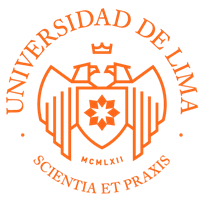 UNIVERSIDAD DE LIMA
MCMLXII
· SCIENTIA ET PRAXIS ·